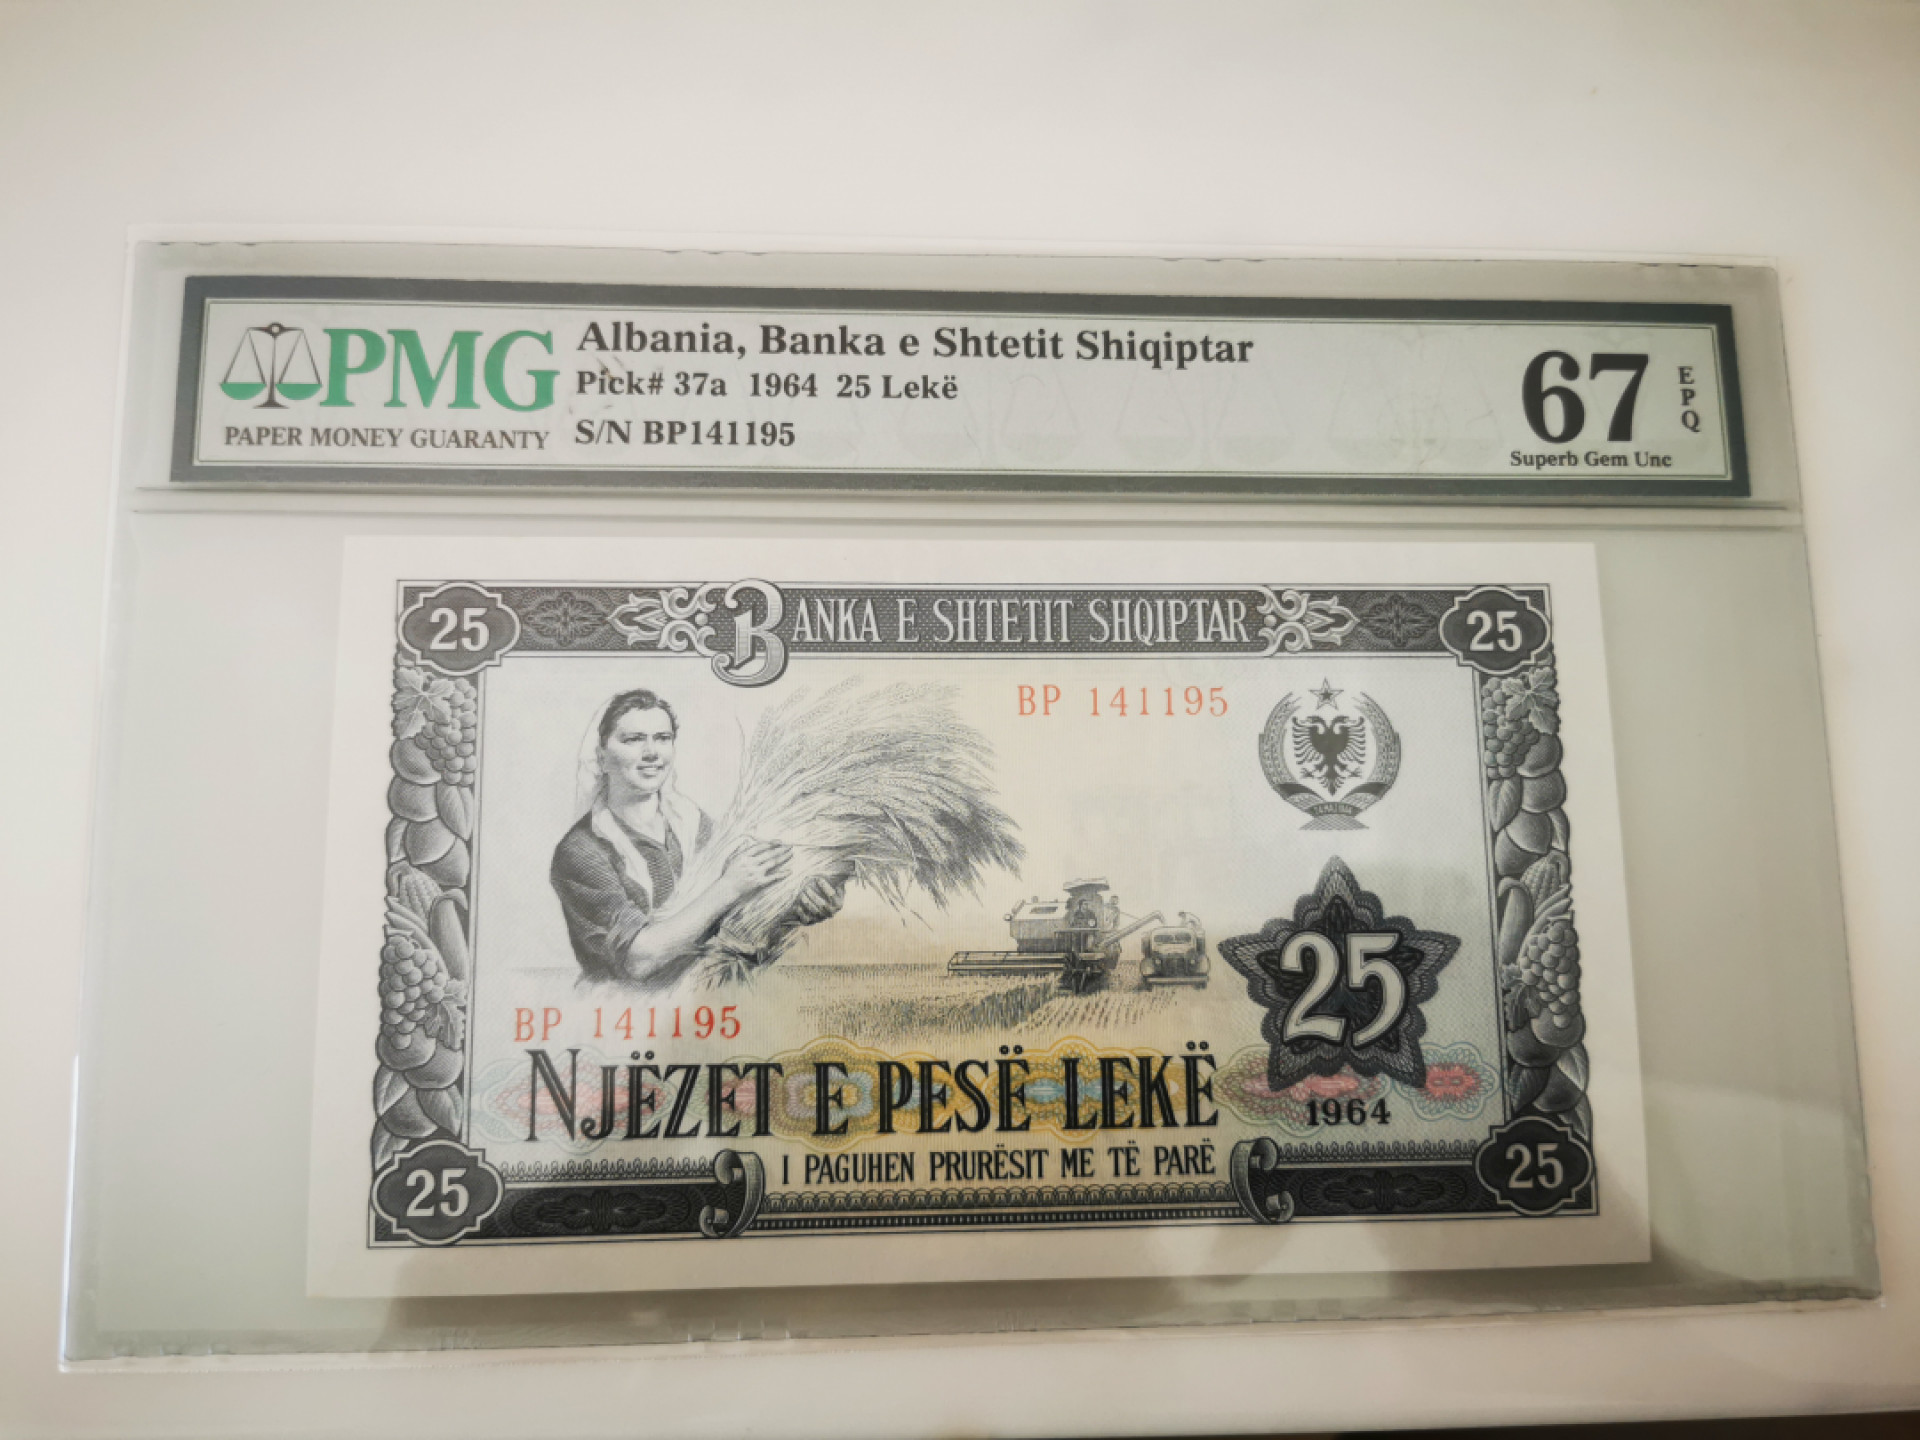 PMG
PAPER MONEY GUARANTY
Albania, Banka e Shtetit Shiqiptar
Pick# 37a 1964 25 Lekë
S/N BP141195
67
EPQ
Superb Gem Unc
25
BANKA E SHTETIT SHQIPTAR
25
BP 141195
25
BP 141195
NJËZET E PESË LEKË
1964
25
I PAGUHEN PRURËSIT ME TË PARË
25